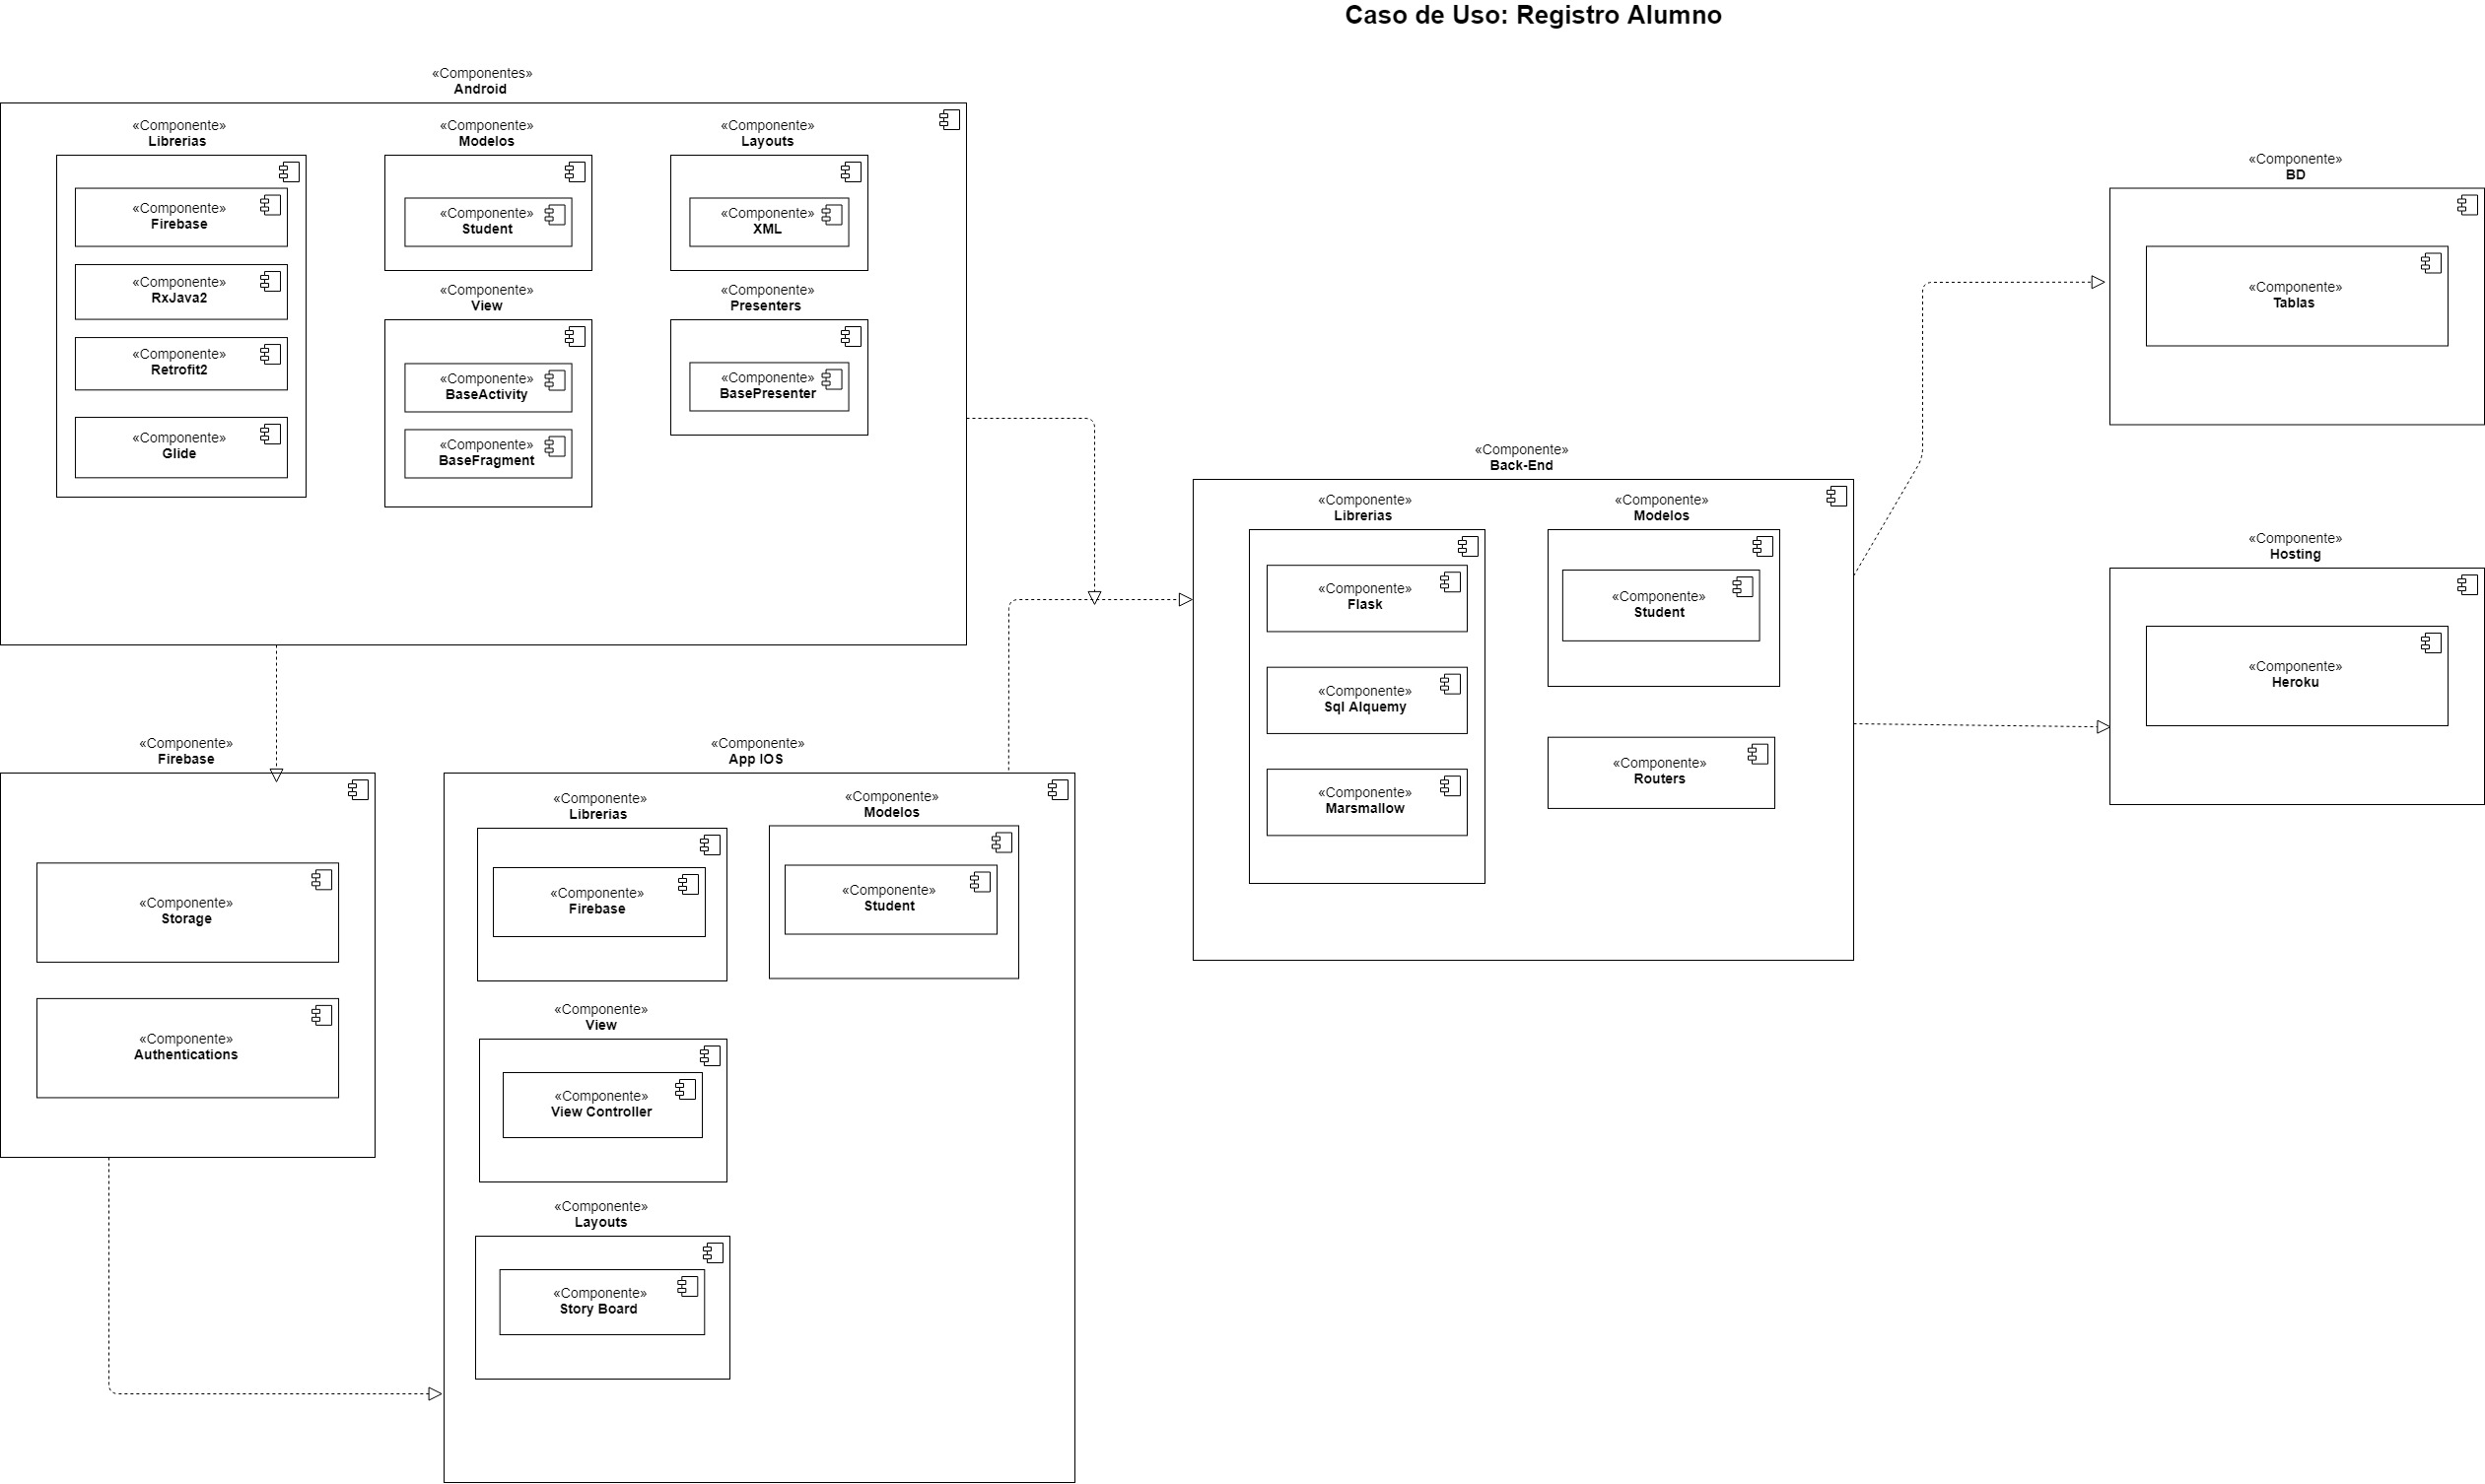 Caso de Uso: Registro Alumno
«Componentes»
Android
«Componente»
Librerias
«Componente»
Firebase
«Componente»
RxJava2
«Componente»
Retrofit2
«Componente»
Glide
«Componente»
Modelos
«Componente»
Student
«Componente»
View
«Componente»
BaseActivity
«Componente»
BaseFragment
«Componente»
Layouts
«Componente»
XML
«Componente»
Presenters
«Componente»
BasePresenter
«Componente»
Firebase
«Componente»
Storage
«Componente»
Authentications
«Componente»
App IOS
«Componente»
Librerias
«Componente»
Firebase
«Componente»
Modelos
«Componente»
Student
«Componente»
View
«Componente»
View Controller
«Componente»
Layouts
«Componente»
Story Board
«Componente»
Back-End
«Componente»
Librerias
«Componente»
Flask
«Componente»
Sql Alquemy
«Componente»
Marsmallow
«Componente»
Modelos
«Componente»
Student
«Componente»
Routers
«Componente»
BD
«Componente»
Tablas
«Componente»
Hosting
«Componente»
Heroku